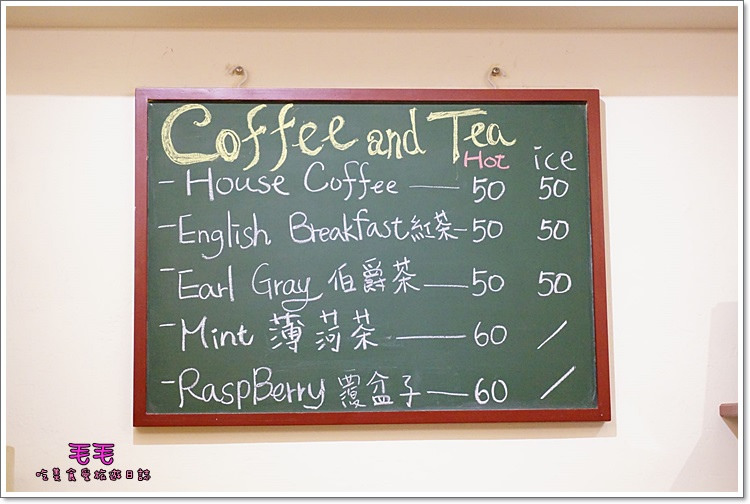 Coffee and Tea
Hot ice
- House Coffee — 50 50
- English Breakfast 紅茶 - 50 50
- Earl Gray 伯爵茶 — 50 50
- Mint 薄荷茶 — 60 /
- RaspBerry 覆盆子 — 60 /
毛毛
吃美食愛旅遊日誌